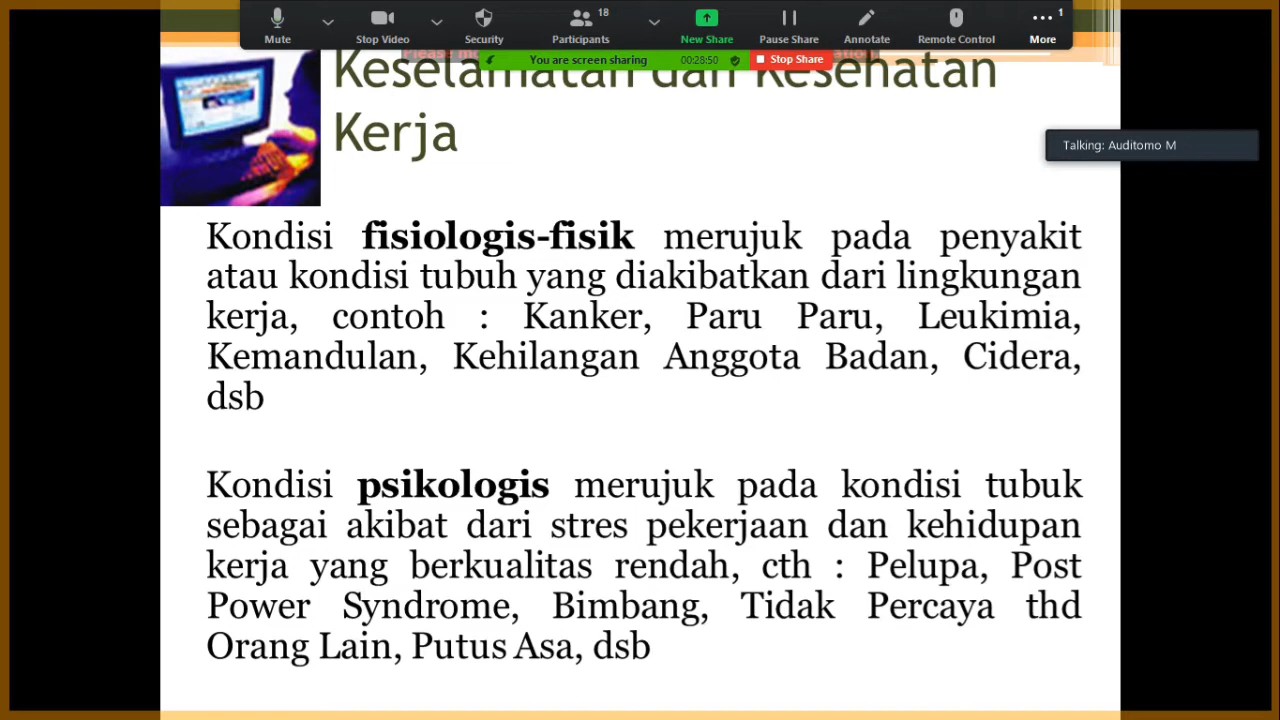 18
1
Mute
Stop Video
Security
Participants
New Share
Pause Share
Annotate
Remote Control
More
You are screen sharing
00:28:50
Stop Share
Keselamatan dan Kesehatan
Kerja
Talking: Auditomo M
Kondisi fisiologis-fisik merujuk pada penyakit
atau kondisi tubuh yang diakibatkan dari lingkungan
kerja, contoh : Kanker, Paru Paru, Leukimia,
Kemandulan, Kehilangan Anggota Badan, Cidera,
dsb
Kondisi psikologis merujuk pada kondisi tubuk
sebagai akibat dari stres pekerjaan dan kehidupan
kerja yang berkualitas rendah, cth : Pelupa, Post
Power Syndrome, Bimbang, Tidak Percaya thd
Orang Lain, Putus Asa, dsb